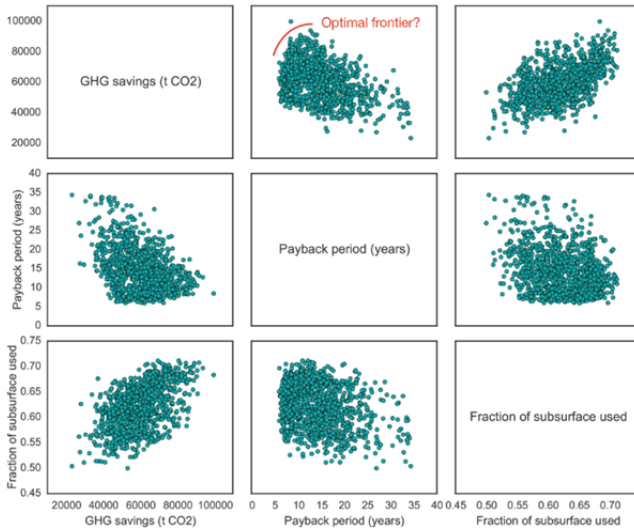 100000
80000
60000
40000
20000
GHG savings (t CO2)
Optimal frontier?
Payback period (years)
40
35
30
25
20
15
10
5
0
Payback period (years)
Fraction of subsurface used
0.75
0.70
0.65
0.60
0.55
0.50
0.45
Fraction of subsurface used
20000 40000 60000 80000 100000
0 5 10 15 20 25 30 35 40
0.45 0.50 0.55 0.60 0.65 0.70
GHG savings (t CO2)
Payback period (years)
Fraction of subsurface used